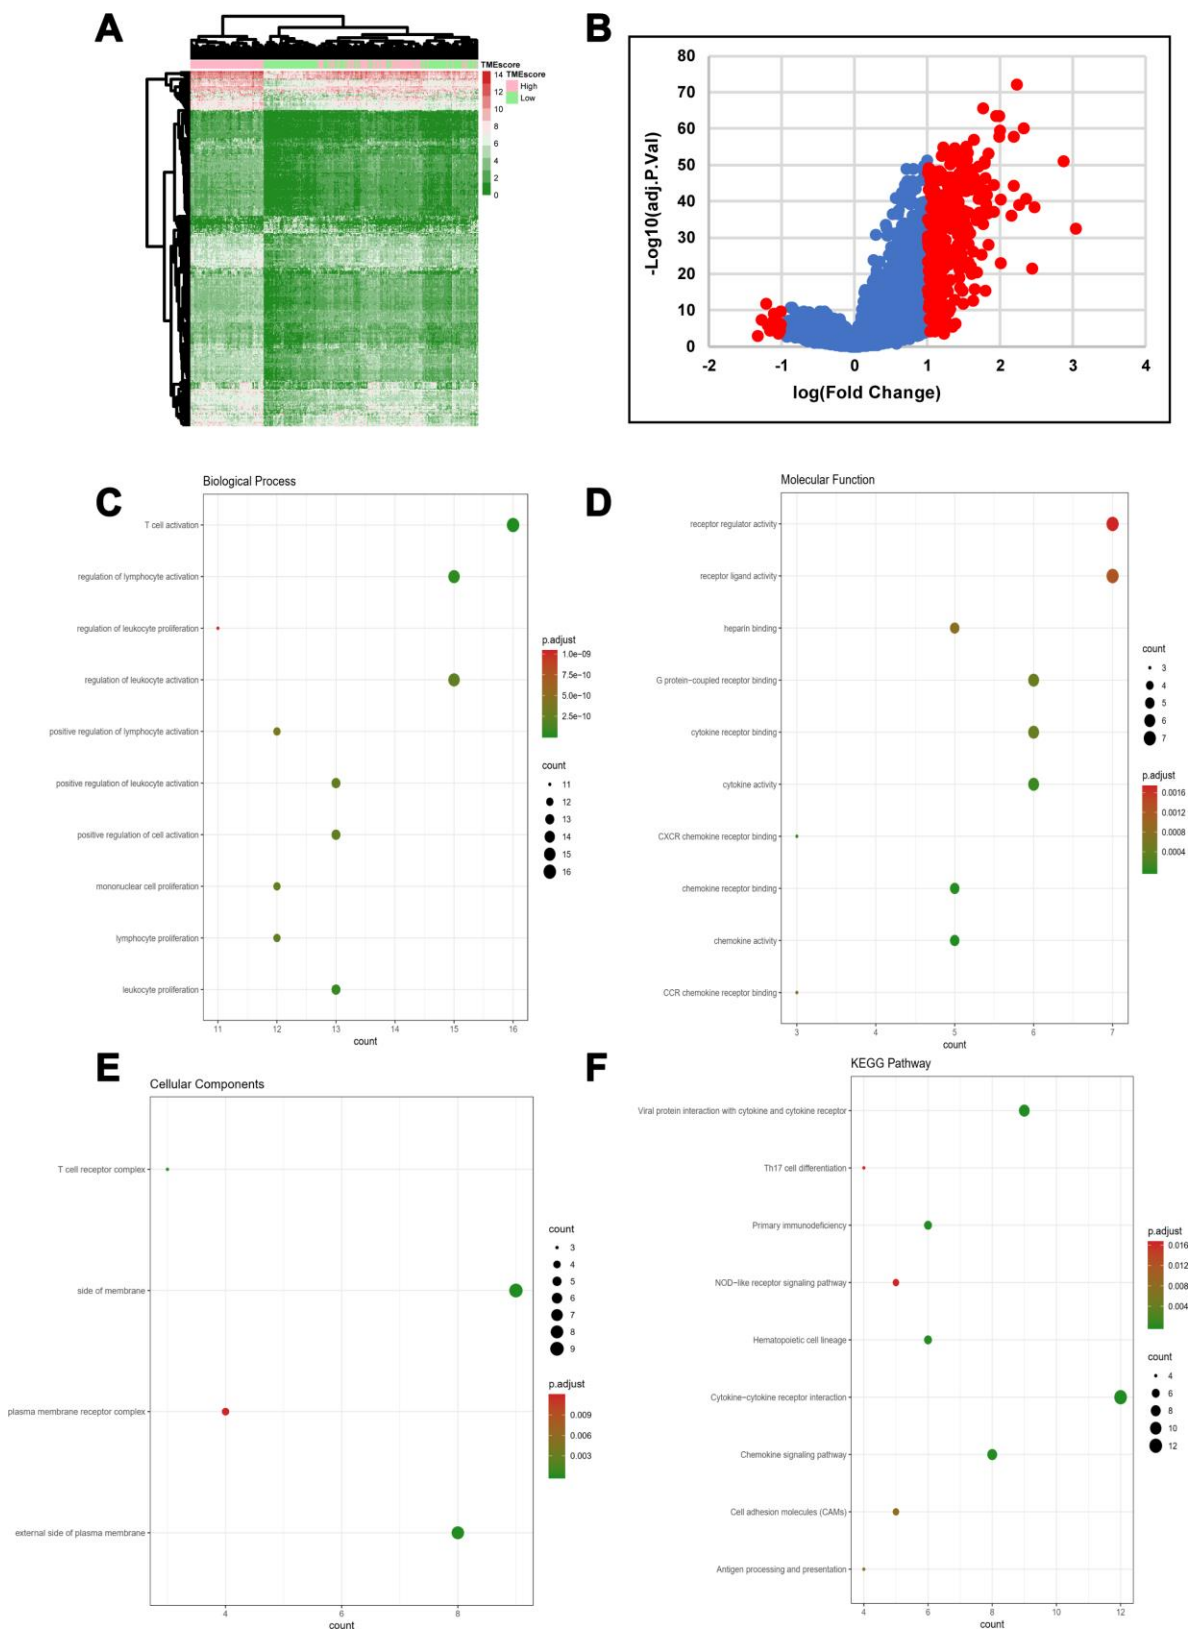 A
TMEscore
14
12
10
8
6
4
2
0
TMEscore
High
Low
B
80
70
60
50
40
30
20
10
0
-2
-1
0
1
2
3
4
-Log10(adj.P.Val)
log(Fold Change)
C
Biological Process
T cell activation
regulation of lymphocyte activation
regulation of leukocyte proliferation
regulation of leukocyte activation
positive regulation of lymphocyte activation
positive regulation of leukocyte activation
positive regulation of cell activation
mononuclear cell proliferation
lymphocyte proliferation
leukocyte proliferation
11
12
13
14
15
16
count
p.adjust
1.0e−09
7.5e−10
5.0e−10
2.5e−10
count
11
12
13
14
15
16
D
Molecular Function
receptor regulator activity
receptor ligand activity
heparin binding
G protein−coupled receptor binding
cytokine receptor binding
cytokine activity
CXCR chemokine receptor binding
chemokine receptor binding
chemokine activity
CCR chemokine receptor binding
3
4
5
6
7
count
count
3
4
5
6
7
p.adjust
0.0016
0.0012
0.0008
0.0004
E
Cellular Components
T cell receptor complex
side of membrane
plasma membrane receptor complex
external side of plasma membrane
4
6
8
count
count
3
4
5
6
7
8
9
p.adjust
0.009
0.006
0.003
F
KEGG Pathway
Viral protein interaction with cytokine and cytokine receptor
Th17 cell differentiation
Primary immunodeficiency
NOD−like receptor signaling pathway
Hematopoietic cell lineage
Cytokine−cytokine receptor interaction
Chemokine signaling pathway
Cell adhesion molecules (CAMs)
Antigen processing and presentation
4
6
8
10
12
count
p.adjust
0.016
0.012
0.008
0.004
count
4
6
8
10
12